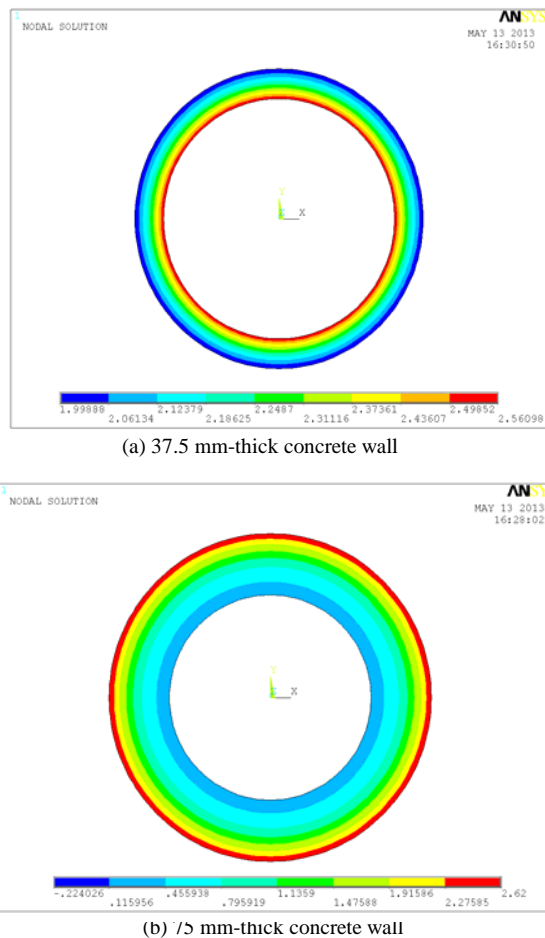 1
NODAL SOLUTION
ANSYS
MAY 13 2013
16:30:50
Y
Z X
1.99888 2.12379 2.2487 2.37361 2.49852
2.06134 2.18625 2.31116 2.43607 2.56098
(a) 37.5 mm-thick concrete wall
1
NODAL SOLUTION
ANSY
MAY 13 2013
16:28:02
Y
Z X
-.224026 .455938 1.1359 1.91586 2.62
.115956 .795919 1.47588 2.27585
(b) 75 mm-thick concrete wall